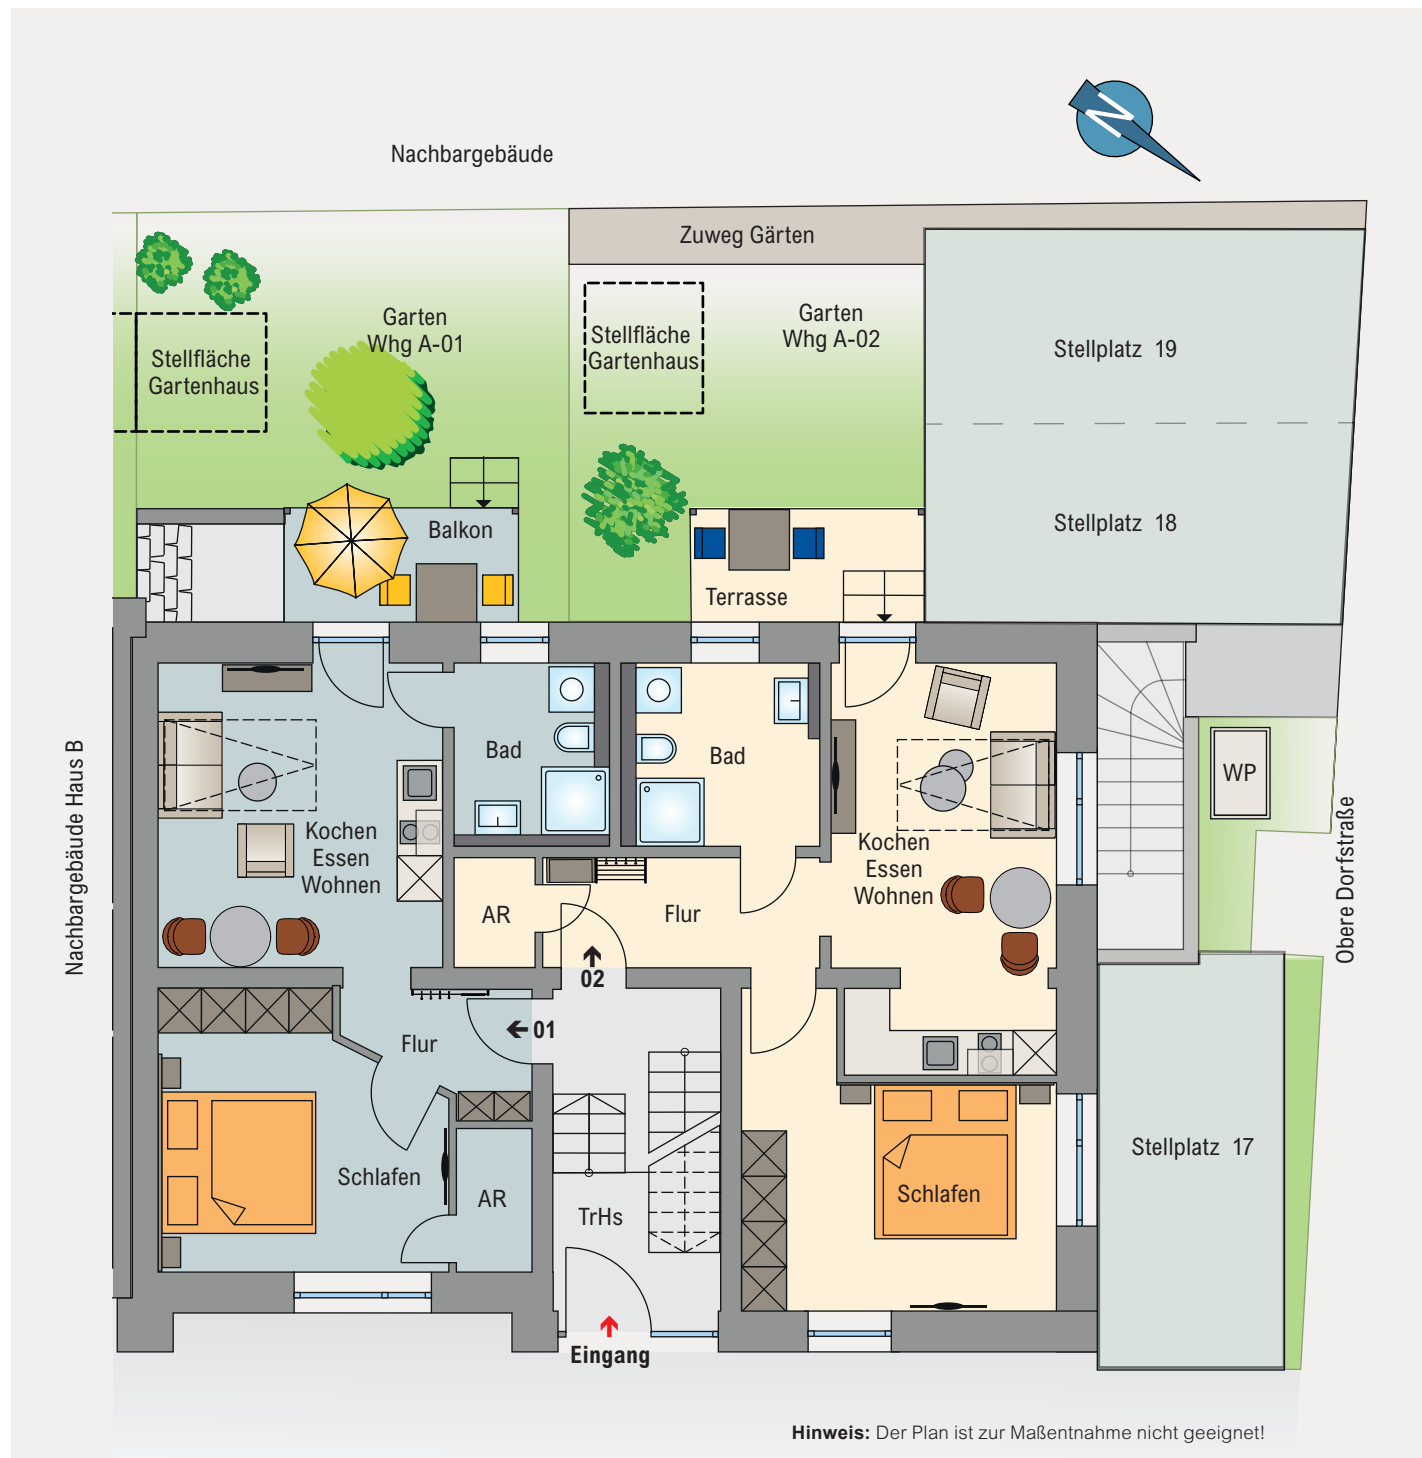 N
Nachbargebäude
Zuweg Gärten
Garten
Whg A-01
Stellfläche
Gartenhaus
Stellfläche
Gartenhaus
Garten
Whg A-02
Stellplatz 19
Stellplatz 18
Balkon
Terrasse
Nachbargebäude Haus B
Bad
Bad
WP
Obere Dorfstraße
Kochen
Essen
Wohnen
Kochen
Essen
Wohnen
AR
Flur
02
01
Flur
Schlafen
AR
TrHs
Schlafen
Stellplatz 17
Eingang
Hinweis: Der Plan ist zur Maßentnahme nicht geeignet!